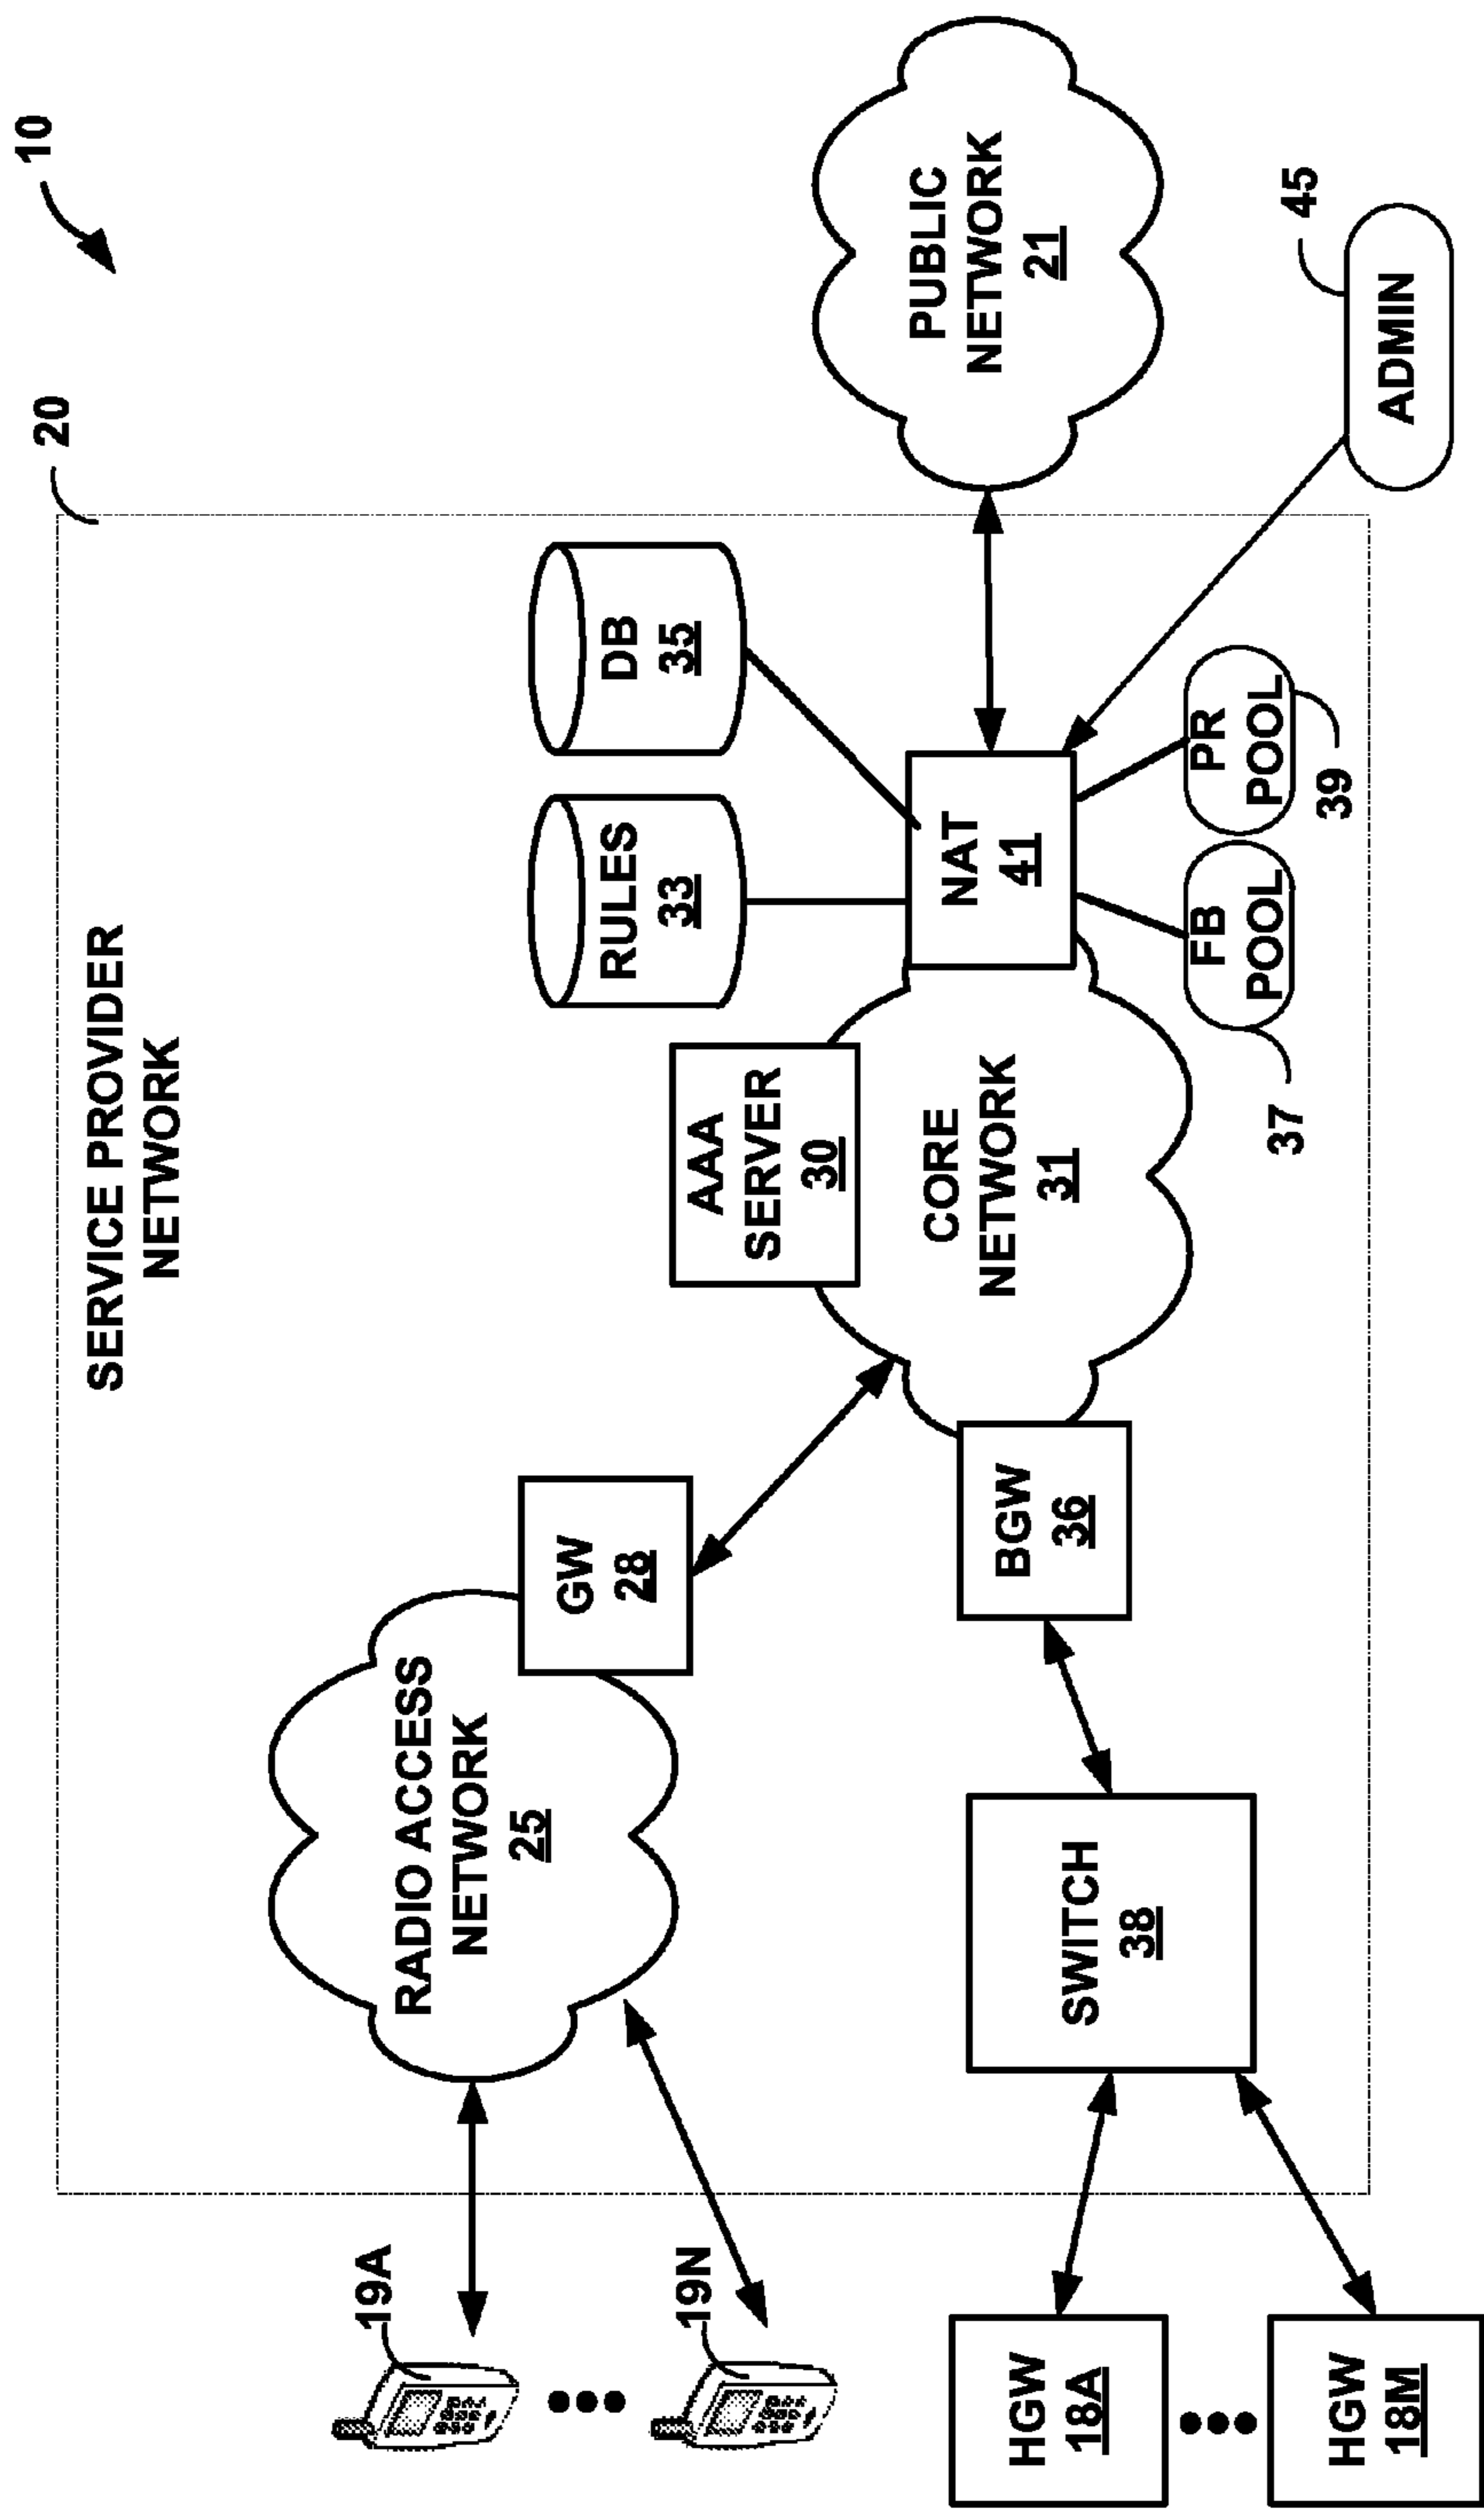 10
20
SERVICE PROVIDER
NETWORK
19A
19N
RADIO ACCESS
NETWORK
25
GW
28
AAA
SERVER
30
RULES
33
DB
35
HGW
18A
HGW
18M
SWITCH
38
BGW
36
CORE
NETWORK
31
NAT
41
PUBLIC
NETWORK
21
FB
POOL
37
PR
POOL
39
ADMIN
45